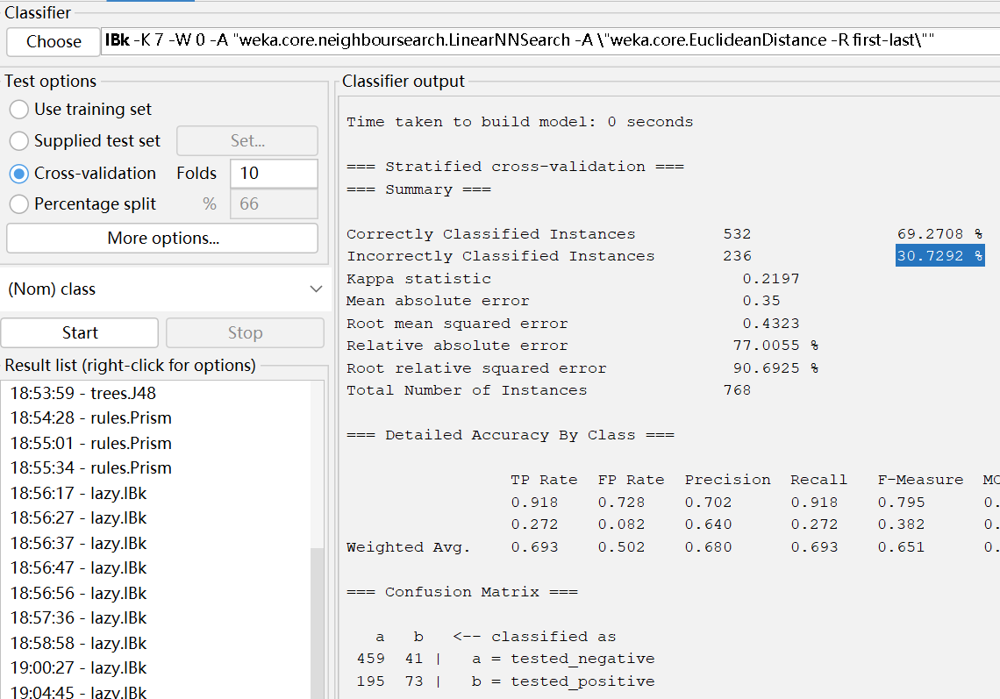 Classifier
Choose
IBk -K 7 -W 0 -A "weka.core.neighboursearch.LinearNNSearch -A \"weka.core.EuclideanDistance -R first-last\""
Test options
Use training set
Supplied test set Set...
Cross-validation Folds 10
Percentage split % 66
More options...
(Nom) class
Start Stop
Result list (right-click for options)
18:53:59 - trees.J48
18:54:28 - rules.Prism
18:55:01 - rules.Prism
18:55:34 - rules.Prism
18:56:17 - lazy.IBk
18:56:27 - lazy.IBk
18:56:37 - lazy.IBk
18:56:47 - lazy.IBk
18:56:56 - lazy.IBk
18:57:36 - lazy.IBk
18:58:58 - lazy.IBk
19:00:27 - lazy.IBk
19:04:45 - lazy.IBk
Classifier output
Time taken to build model: 0 seconds
=== Stratified cross-validation ===
=== Summary ===
Correctly Classified Instances 532 69.2708 %
Incorrectly Classified Instances 236 30.7292 %
Kappa statistic 0.2197
Mean absolute error 0.35
Root mean squared error 0.4323
Relative absolute error 77.0055 %
Root relative squared error 90.6925 %
Total Number of Instances 768
=== Detailed Accuracy By Class ===
TP Rate FP Rate Precision Recall F-Measure
0.918 0.728 0.702 0.918 0.795 0.
0.272 0.082 0.640 0.272 0.382 0.
Weighted Avg. 0.693 0.502 0.680 0.693 0.651 0.
=== Confusion Matrix ===
a b <-- classified as
459 41 | a = tested_negative
195 73 | b = tested_positive